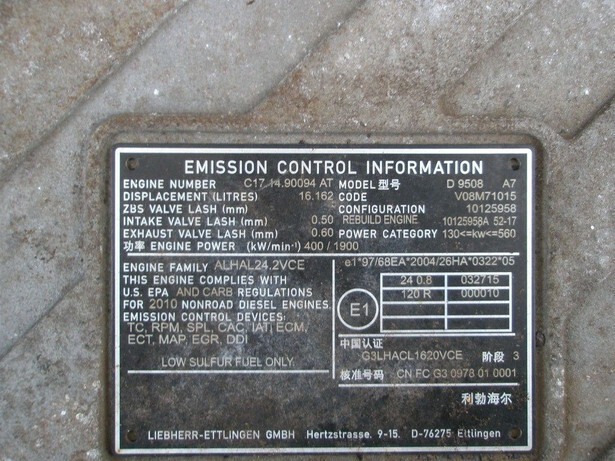 EMISSION CONTROL INFORMATION
ENGINE NUMBER C17 14.90094 AT MODEL型号 D 9508 A7
DISPLACEMENT (LITRES) 16.162 CODE V08M71015
ZBS VALVE LASH (mm) CONFIGURATION 10125958
INTAKE VALVE LASH (mm) 0.50 REBUILD ENGINE 10125958A 52-17
EXHAUST VALVE LASH (mm) 0.60 POWER CATEGORY 130<=kw<=560
功率 ENGINE POWER (kW/min-¹) 400 / 1900
ENGINE FAMILY ALHAL24.2VCE
THIS ENGINE COMPLIES WITH
U.S. EPA AND CARB REGULATIONS
FOR 2010 NONROAD DIESEL ENGINES.
EMISSION CONTROL DEVICES:
TC, RPM, SPL, CAC, IAT, ECM,
ECT, MAP, EGR, DDI
LOW SULFUR FUEL ONLY
e1*97/68EA*2004/26HA*0322*05
E1
24 0.8 032715
120 R 000010
中国认证
G3LHACL1620VCE 阶段 3
核准号码 CN FC G3 0978 01 0001
利勃海尔
LIEBHERR-ETTLINGEN GMBH Hertzstrasse. 9-15. D-76275 Ettlingen